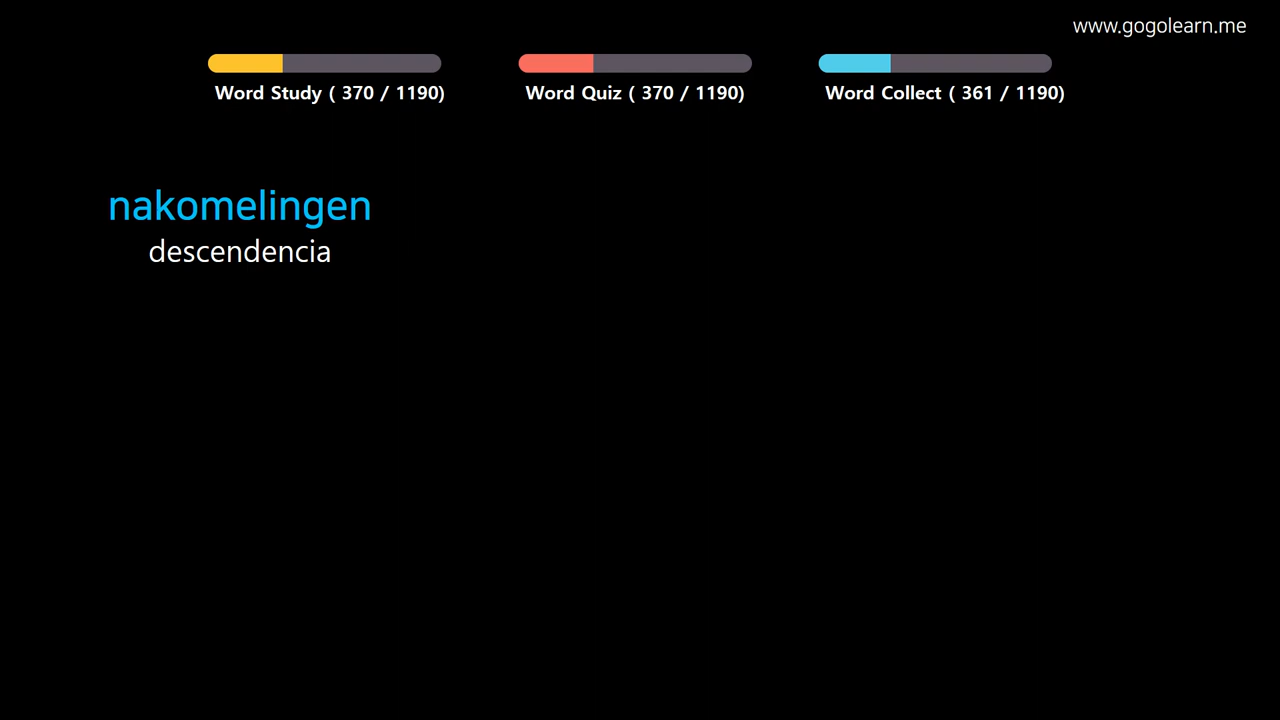 www.gogolearn.me
Word Study ( 370 / 1190)
Word Quiz ( 370 / 1190)
Word Collect ( 361 / 1190)
nakomelingen
descendencia